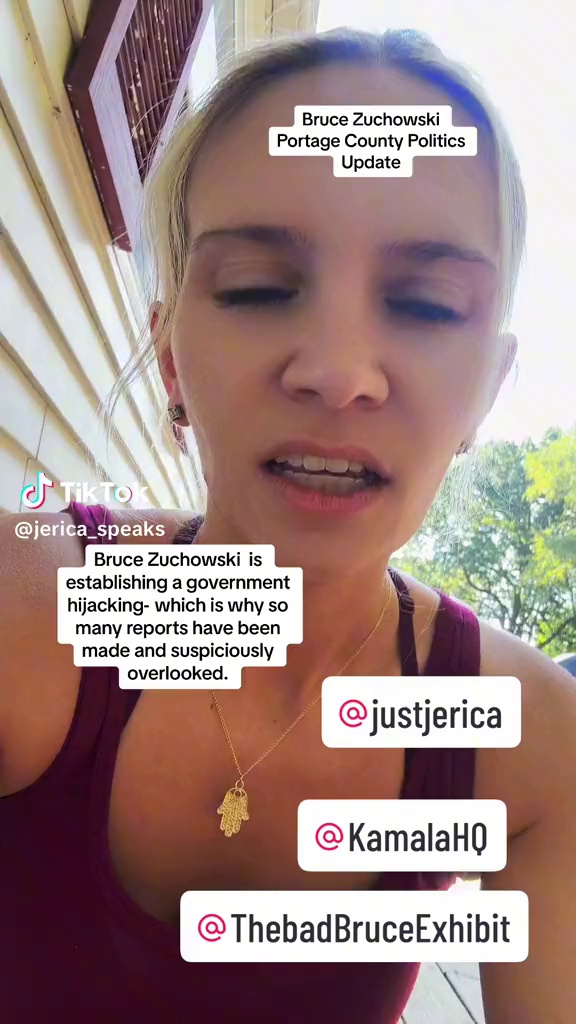 Bruce Zuchowski
Portage County Politics
Update
TikTok
@jerica_speaks
Bruce Zuchowski is
establishing a government
hijacking- which is why so
many reports have been
made and suspiciously
overlooked.
@justjerica
@KamalaHQ
@ThebadBruceExhibit